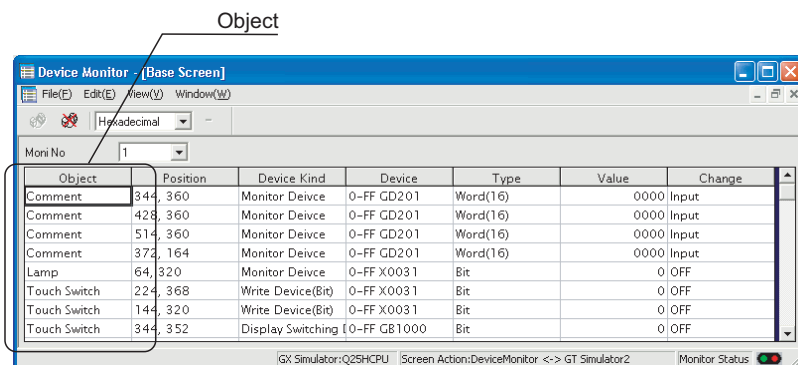 Object
Device Monitor - [Base Screen]
File(F) Edit(E) View(V) Window(W)
Hexadecimal
Moni No 1
Object Position Device Kind Device Type Value Change
Comment 344, 360 Monitor Deivce 0-FF GD201 Word(16) 0000 Input
Comment 428, 360 Monitor Deivce 0-FF GD201 Word(16) 0000 Input
Comment 514, 360 Monitor Deivce 0-FF GD201 Word(16) 0000 Input
Comment 372, 164 Monitor Deivce 0-FF GD201 Word(16) 0000 Input
Lamp 64, 320 Monitor Deivce 0-FF X0031 Bit 0 OFF
Touch Switch 224, 368 Write Device(Bit) 0-FF X0031 Bit 0 OFF
Touch Switch 144, 320 Write Device(Bit) 0-FF X0031 Bit 0 OFF
Touch Switch 344, 352 Display Switching D 0-FF GB1000 Bit 0 OFF
GX Simulator:Q25HCPU Screen Action:DeviceMonitor <-> GT Simulator2 Monitor Status